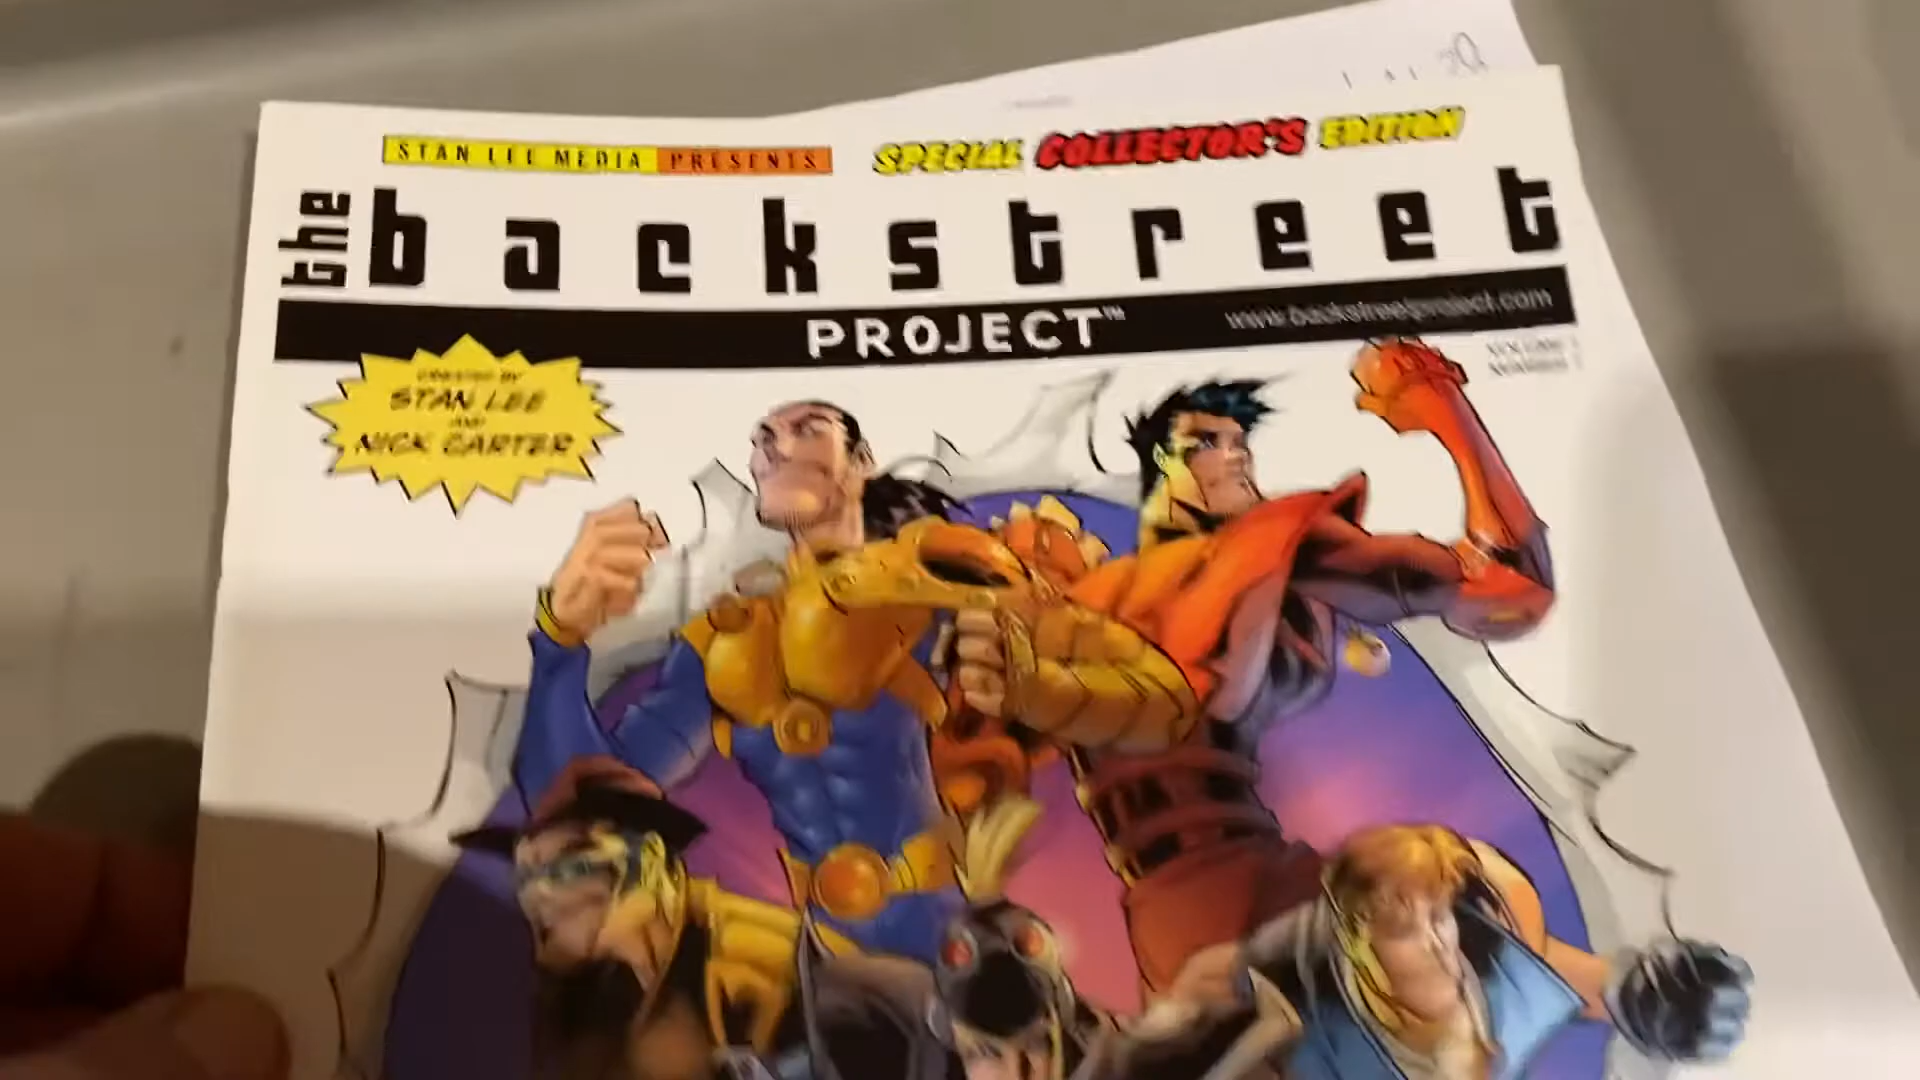 STAN LEE MEDIA PRESENTS
SPECIAL COLLECTOR'S EDITION
the backstreet
PROJECT™
www.backstreetproject.com
CREATED BY
STAN LEE
AND
NICK CARTER